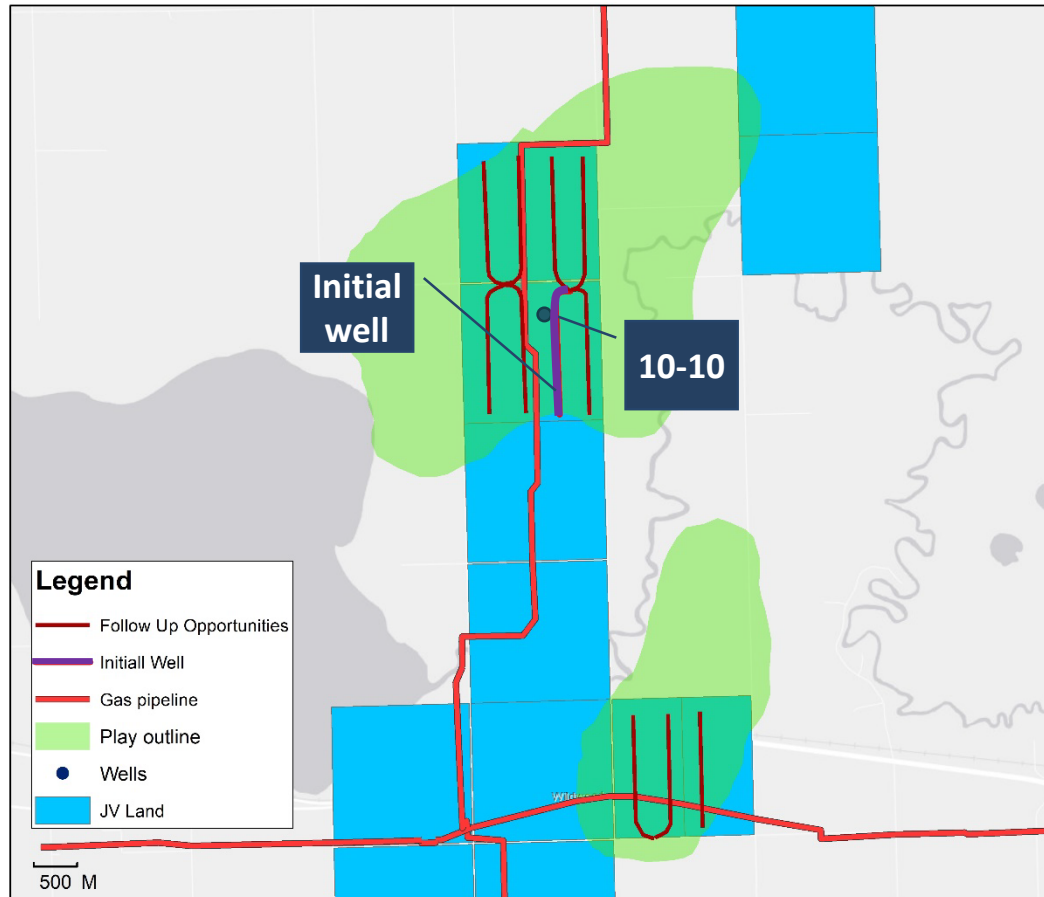 Initial
well
10-10
Legend
Follow Up Opportunities
Initiall Well
Gas pipeline
Play outline
Wells
JV Land
500 M